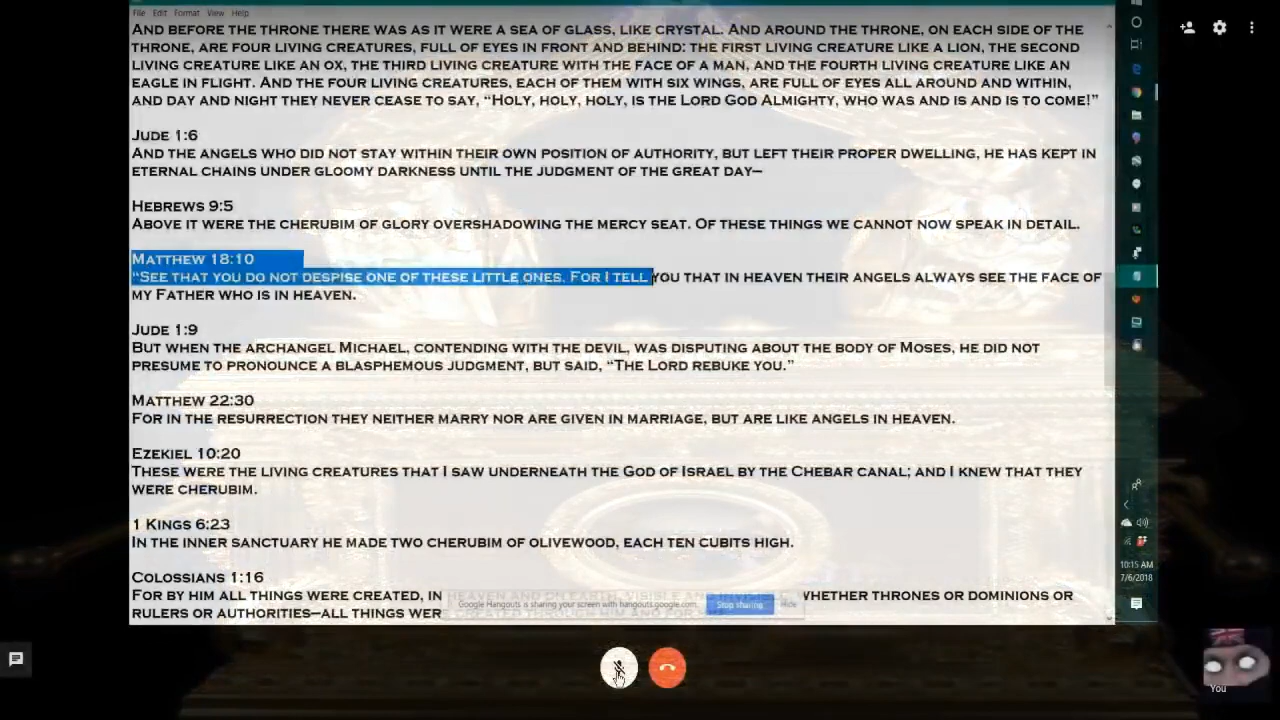 File Edit Format View Help
AND BEFORE THE THRONE THERE WAS AS IT WERE A SEA OF GLASS, LIKE CRYSTAL. AND AROUND THE THRONE, ON EACH SIDE OF THE
THRONE, ARE FOUR LIVING CREATURES, FULL OF EYES IN FRONT AND BEHIND: THE FIRST LIVING CREATURE LIKE A LION, THE SECOND
LIVING CREATURE LIKE AN OX, THE THIRD LIVING CREATURE WITH THE FACE OF A MAN, AND THE FOURTH LIVING CREATURE LIKE AN
EAGLE IN FLIGHT. AND THE FOUR LIVING CREATURES, EACH OF THEM WITH SIX WINGS, ARE FULL OF EYES ALL AROUND AND WITHIN,
AND DAY AND NIGHT THEY NEVER CEASE TO SAY, “HOLY, HOLY, HOLY, IS THE LORD GOD ALMIGHTY, WHO WAS AND IS AND IS TO COME!”
JUDE 1:6
AND THE ANGELS WHO DID NOT STAY WITHIN THEIR OWN POSITION OF AUTHORITY, BUT LEFT THEIR PROPER DWELLING, HE HAS KEPT IN
ETERNAL CHAINS UNDER GLOOMY DARKNESS UNTIL THE JUDGMENT OF THE GREAT DAY—
HEBREWS 9:5
ABOVE IT WERE THE CHERUBIM OF GLORY OVERSHADOWING THE MERCY SEAT. OF THESE THINGS WE CANNOT NOW SPEAK IN DETAIL.
MATTHEW 18:10
“SEE THAT YOU DO NOT DESPISE ONE OF THESE LITTLE ONES. FOR I TELL YOU THAT IN HEAVEN THEIR ANGELS ALWAYS SEE THE FACE OF
MY FATHER WHO IS IN HEAVEN.
JUDE 1:9
BUT WHEN THE ARCHANGEL MICHAEL, CONTENDING WITH THE DEVIL, WAS DISPUTING ABOUT THE BODY OF MOSES, HE DID NOT
PRESUME TO PRONOUNCE A BLASPHEMOUS JUDGMENT, BUT SAID, “THE LORD REBUKE YOU.”
MATTHEW 22:30
FOR IN THE RESURRECTION THEY NEITHER MARRY NOR ARE GIVEN IN MARRIAGE, BUT ARE LIKE ANGELS IN HEAVEN.
EZEKIEL 10:20
THESE WERE THE LIVING CREATURES THAT I SAW UNDERNEATH THE GOD OF ISRAEL BY THE CHEBAR CANAL; AND I KNEW THAT THEY
WERE CHERUBIM.
1 KINGS 6:23
IN THE INNER SANCTUARY HE MADE TWO CHERUBIM OF OLIVEWOOD, EACH TEN CUBITS HIGH.
COLOSSIANS 1:16
FOR BY HIM ALL THINGS WERE CREATED, IN HEAVEN AND ON EARTH, VISIBLE AND INVISIBLE, WHETHER THRONES OR DOMINIONS OR
RULERS OR AUTHORITIES—ALL THINGS WERE CREATED THROUGH HIM AND FOR
Google Hangouts is sharing your screen with hangouts.google.com.
Stop sharing
Hide
10:15 AM
7/6/2018
You